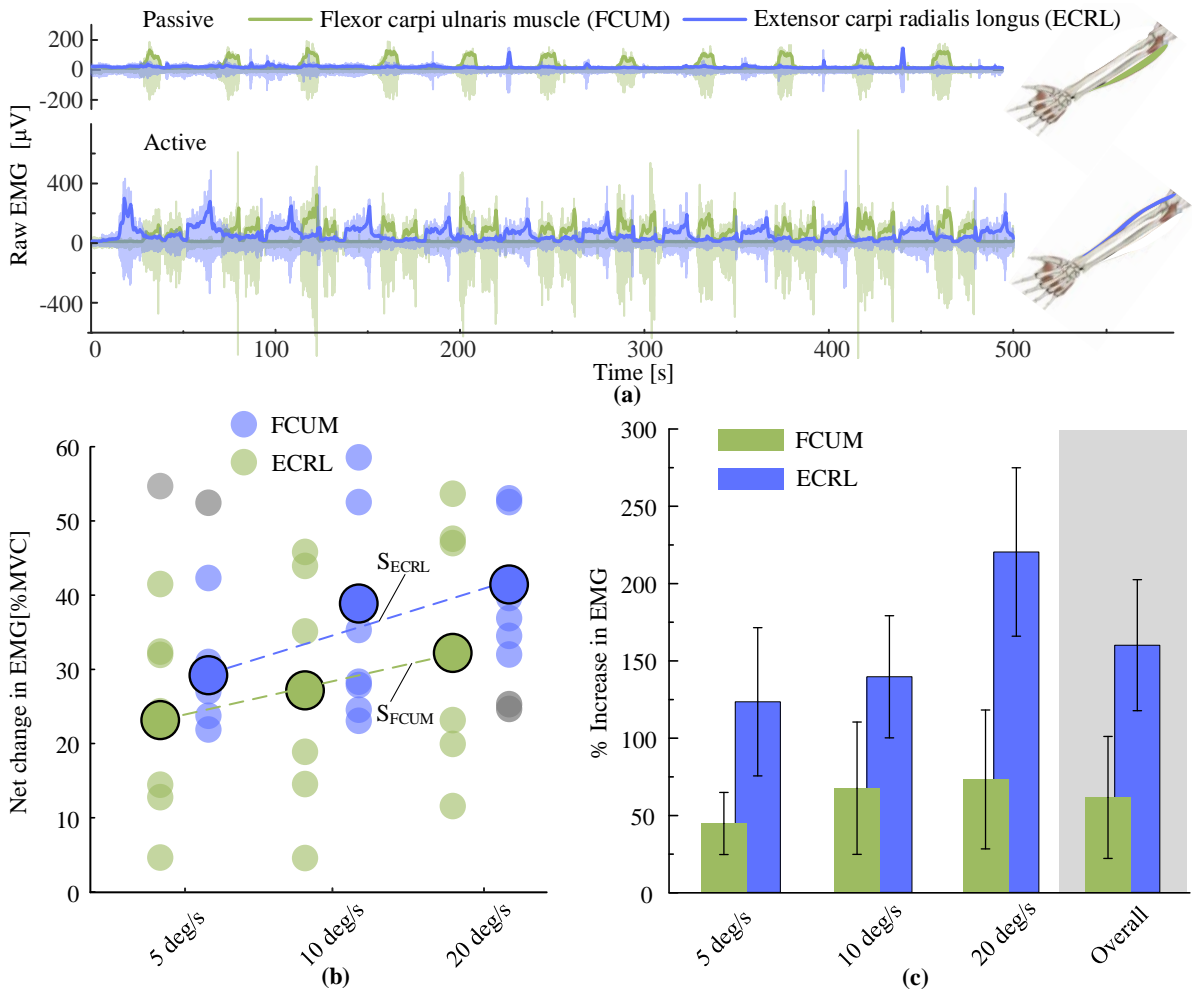 Passive
Flexor carpi ulnaris muscle (FCUM)
Extensor carpi radialis longus (ECRL)
200
0
-200
Raw EMG [μV]
Active
400
0
-400
0 100 200 300 400 500
Time [s]
(a)
FCUM
ECRL
60
50
40
30
20
10
0
Net change in EMG[%MVC]
SECRL
SFCUM
5 deg/s
10 deg/s
20 deg/s
(b)
FCUM
ECRL
300
250
200
150
100
50
0
% Increase in EMG
5 deg/s
10 deg/s
20 deg/s
Overall
(c)